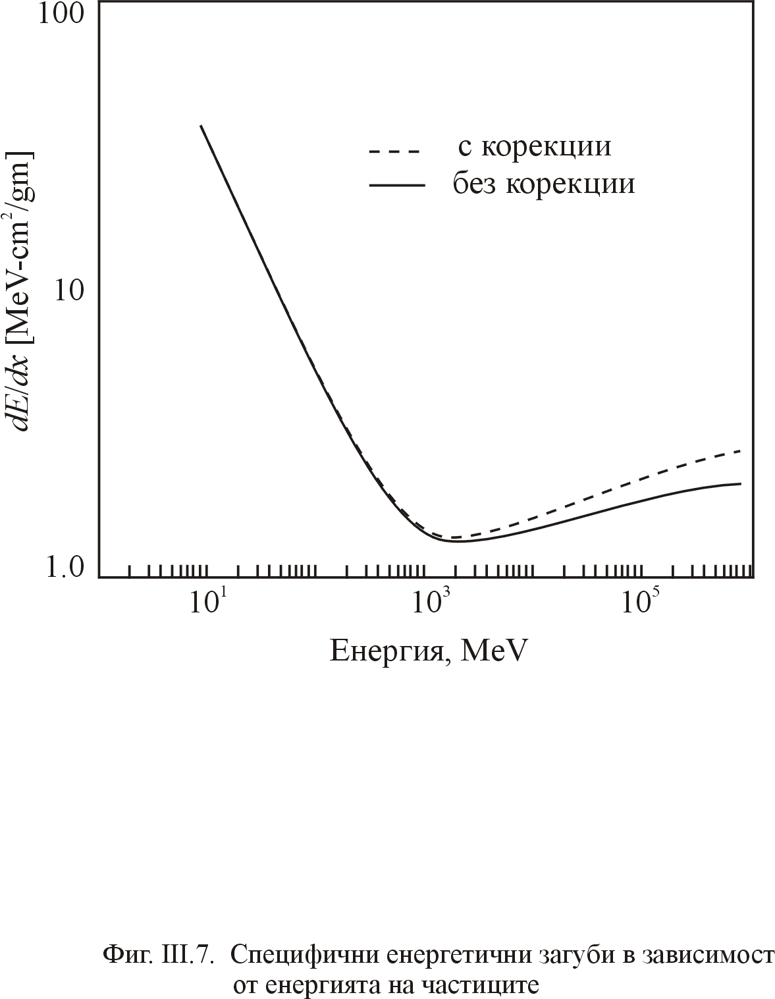 100
10
1.0
dE/dx [MeV-cm²/gm]
с корекции
без корекции
10¹
10³
10⁵
Енергия, MeV
Фиг. III.7. Специфични енергетични загуби в зависимост
от енергията на частиците